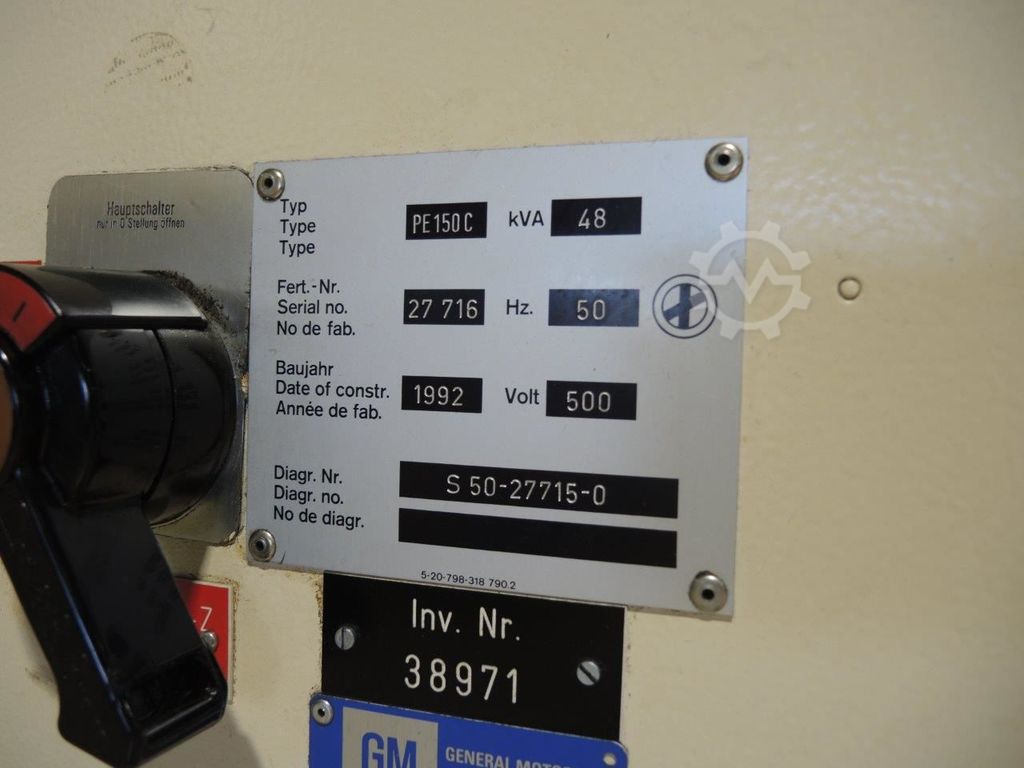 Hauptschalter
nur in 0 Stellung öffnen
Typ
Type
Type
PE150C
kVA
48
Fert.-Nr.
Serial no.
No de fab.
27 716
Hz.
50
Baujahr
Date of constr.
Année de fab.
1992
Volt
500
Diagr. Nr.
Diagr. no.
No de diagr.
S 50-27715-0
5-20-798-318 790.2
Inv. Nr.
38971
GM
GENERAL
I
Z